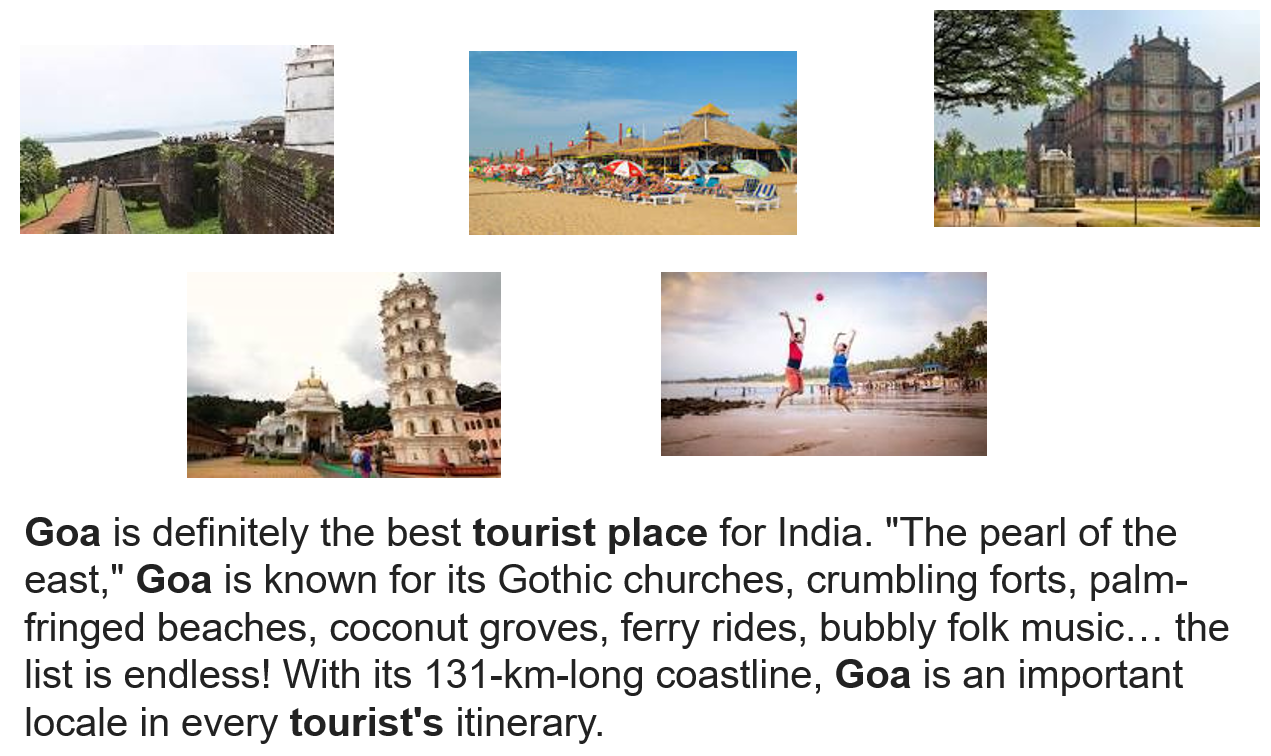 Goa is definitely the best tourist place for India. "The pearl of the
east," Goa is known for its Gothic churches, crumbling forts, palm-
fringed beaches, coconut groves, ferry rides, bubbly folk music… the
list is endless! With its 131-km-long coastline, Goa is an important
locale in every tourist's itinerary.